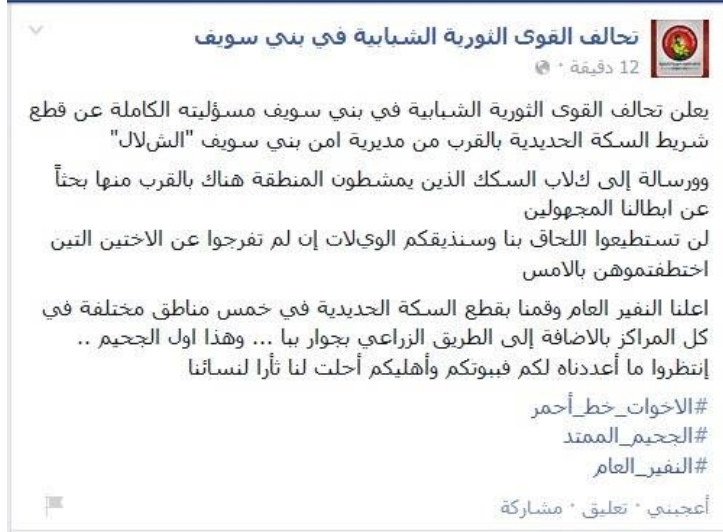 تحالف القوى الثورية الشبابية في بني سويف
12 دقيقة ·
يعلن تحالف القوى الثورية الشبابية في بني سويف مسؤليته الكاملة عن قطع
شريط السكة الحديدية بالقرب من مديرية امن بني سويف "الشلال"
وورسالة إلى كلاب السكك الذين يمشطون المنطقة هناك بالقرب منها بحثاً
عن ابطالنا المجهولين
لن تستطيعوا اللحاق بنا وسنذيقكم الويلات إن لم تفرجوا عن الاختين التين
اختطفتموهن بالامس
اعلنا النفير العام وقمنا بقطع السكة الحديدية في خمس مناطق مختلفة في
كل المراكز بالاضافة إلى الطريق الزراعي بجوار ببا ... وهذا اول الجحيم ..
إنتظروا ما أعددناه لكم فبيوتكم وأهليكم أحلت لنا ثأرا لنسائنا
#الاخوات_خط_أحمر
#الجحيم_الممتد
#النفير_العام
أعجبني · تعليق · مشاركة